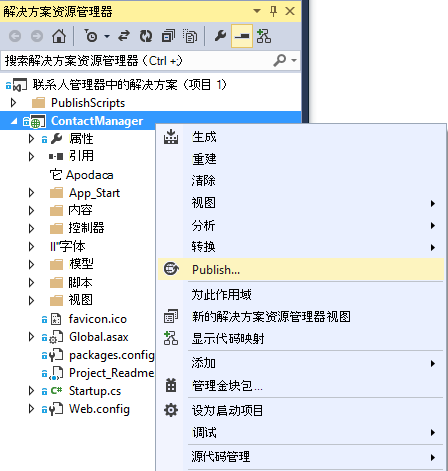 解决方案资源管理器
搜索解决方案资源管理器（Ctrl +;）
联系人管理器中的解决方案（项目 1）
PublishScripts
ContactManager
属性
引用
它 Apodaca
App_Start
内容
控制器
字体
模型
脚本
视图
favicon.ico
Global.asax
packages.config
Project_Readme
Startup.cs
Web.config
生成
重建
清除
视图
分析
转换
Publish...
为此作用域
新的解决方案资源管理器视图
显示代码映射
添加
管理金块包...
设为启动项目
调试
源代码管理